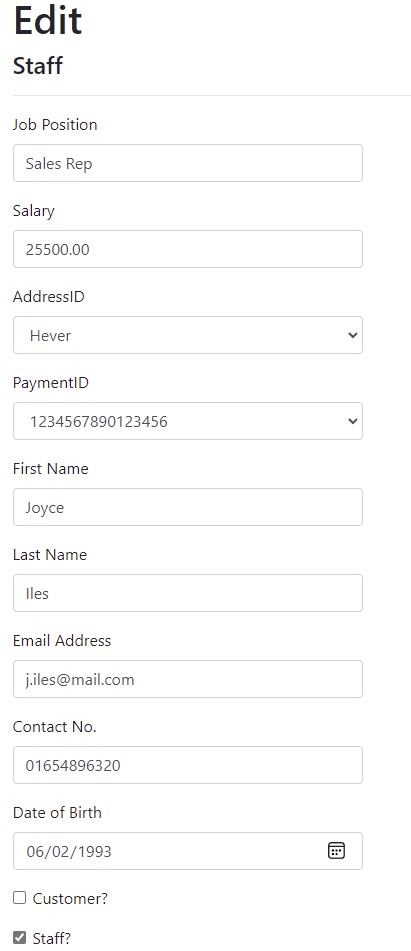 Edit
Staff
Job Position
Sales Rep
Salary
25500.00
AddressID
Hever
PaymentID
1234567890123456
First Name
Joyce
Last Name
Iles
Email Address
j.iles@mail.com
Contact No.
01654896320
Date of Birth
06/02/1993
Customer?
Staff?